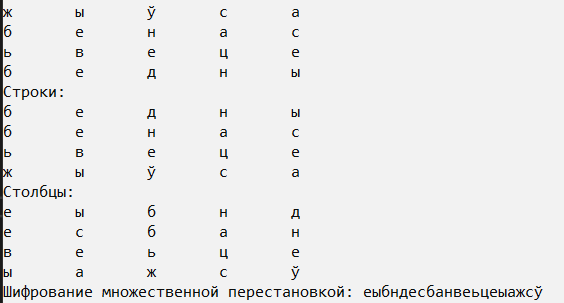 ж ы ў с а
б е н а с
ь в е ц е
б е д н ы
Строки:
б е д н ы
б е н а с
ь в е ц е
ж ы ў с а
Столбцы:
е ы б н д
е с б а н
в е ь ц е
ы а ж с ў
Шифрование множественной перестановкой: еыбндесбанвеьцеыажсў